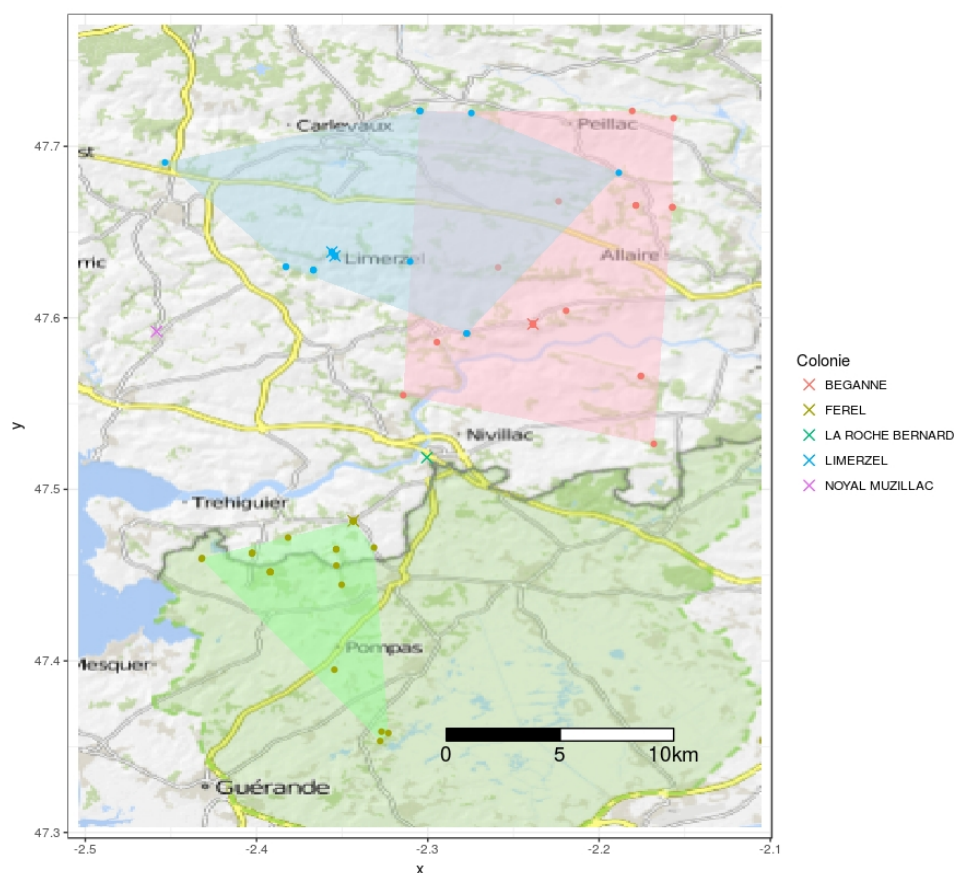 Carlevaux
Peillac
47.7
st
Limerzel
Allaire
rric
47.6
Colonie
BEGANNE
FEREL
LA ROCHE BERNARD
LIMERZEL
NOYAL MUZILLAC
y
Nivillac
47.5
Trehiguier
47.4
Pompas
Mesquer
0 5 10km
Guérande
47.3
-2.5 -2.4 -2.3 -2.2 -2.1
x